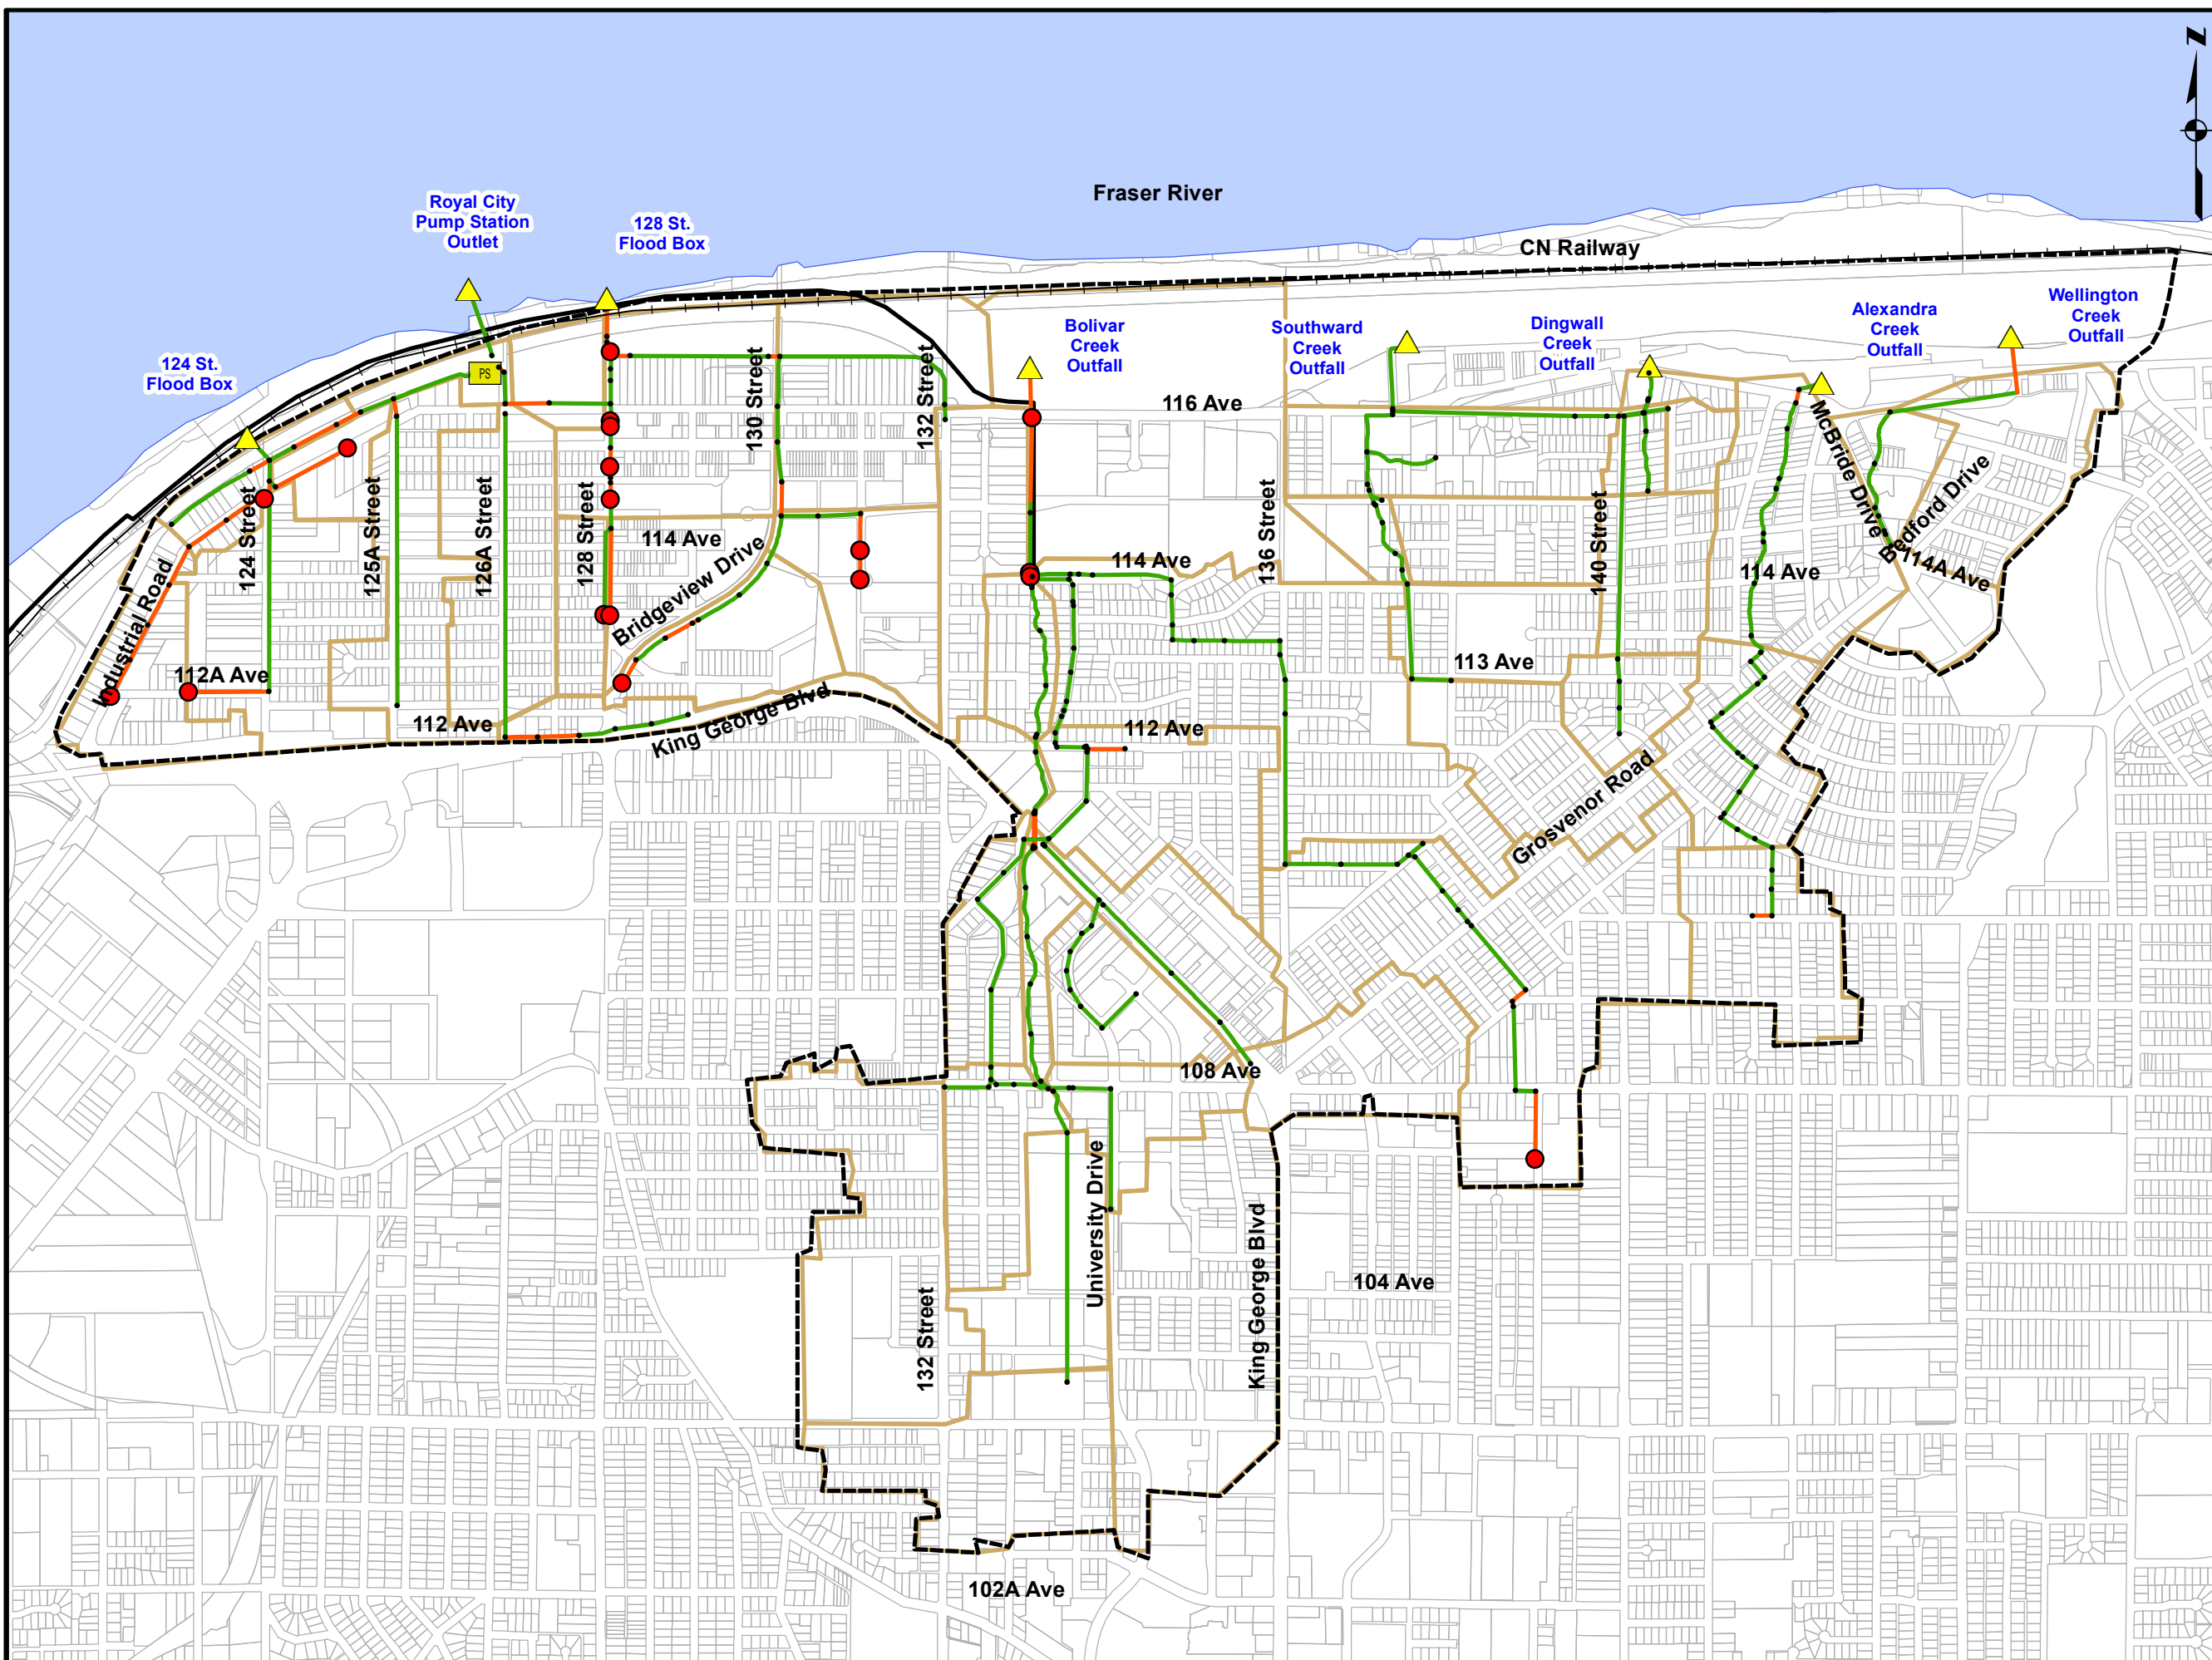 Z
Fraser River
Royal City
Pump Station
Outlet
128 St.
Flood Box
CN Railway
Wellington
Creek
Outfall
Alexandra
Creek
Outfall
Bolivar
Creek
Outfall
Southward
Creek
Outfall
Dingwall
Creek
Outfall
124 St.
Flood Box
PS
116 Ave
132 Street
130 Street
McBride Drive
Bedford Drive
124 Street
125A Street
126A Street
128 Street
136 Street
140 Street
114 Ave
114 Ave
114 Ave
114A Ave
Bridgeview Drive
Industrial Road
112A Ave
113 Ave
112 Ave
King George Blvd
112 Ave
Grosvenor Road
108 Ave
University Drive
King George Blvd
132 Street
104 Ave
102A Ave